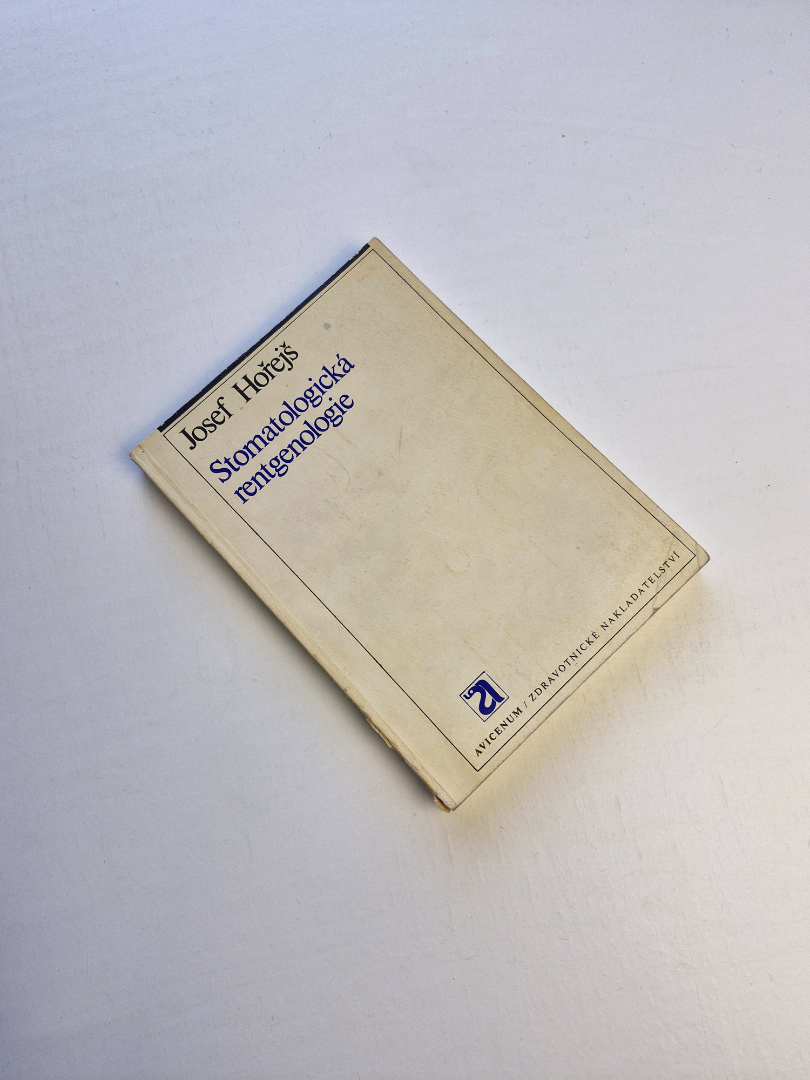 Josef Hořejš
Stomatologická
rentgenologie
AVICENUM / ZDRAVOTNICKÉ NAKLADATELSTVÍ